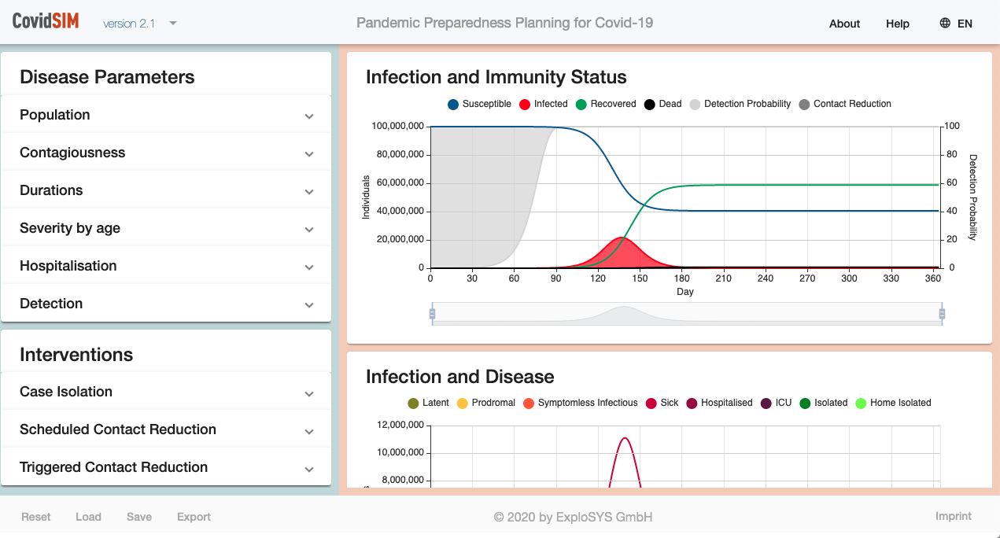 CovidSIM version 2.1 Pandemic Preparedness Planning for Covid-19 About Help EN
Disease Parameters
Population
Contagiousness
Durations
Severity by age
Hospitalisation
Detection
Interventions
Case Isolation
Scheduled Contact Reduction
Triggered Contact Reduction
Infection and Immunity Status
Susceptible Infected Recovered Dead Detection Probability Contact Reduction
100,000,000
80,000,000
60,000,000
40,000,000
20,000,000
0
Individuals
100
80
60
40
20
0
Detection Probability
0 30 60 90 120 150 180 210 240 270 300 330 360
Day
Infection and Disease
Latent Prodromal Symptomless Infectious Sick Hospitalised ICU Isolated Home Isolated
12,000,000
10,000,000
8,000,000
Reset Load Save Export © 2020 by ExploSYS GmbH Imprint